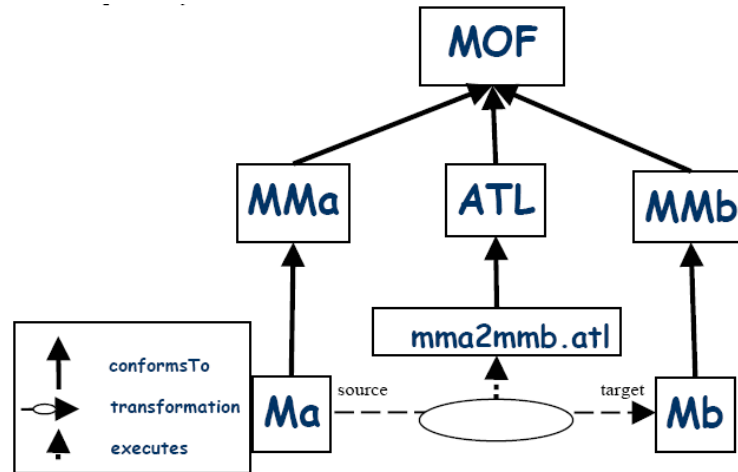 MOF
MMa
ATL
MMb
mma2mmb.atl
conformsTo
transformation
executes
Ma
source
target
Mb